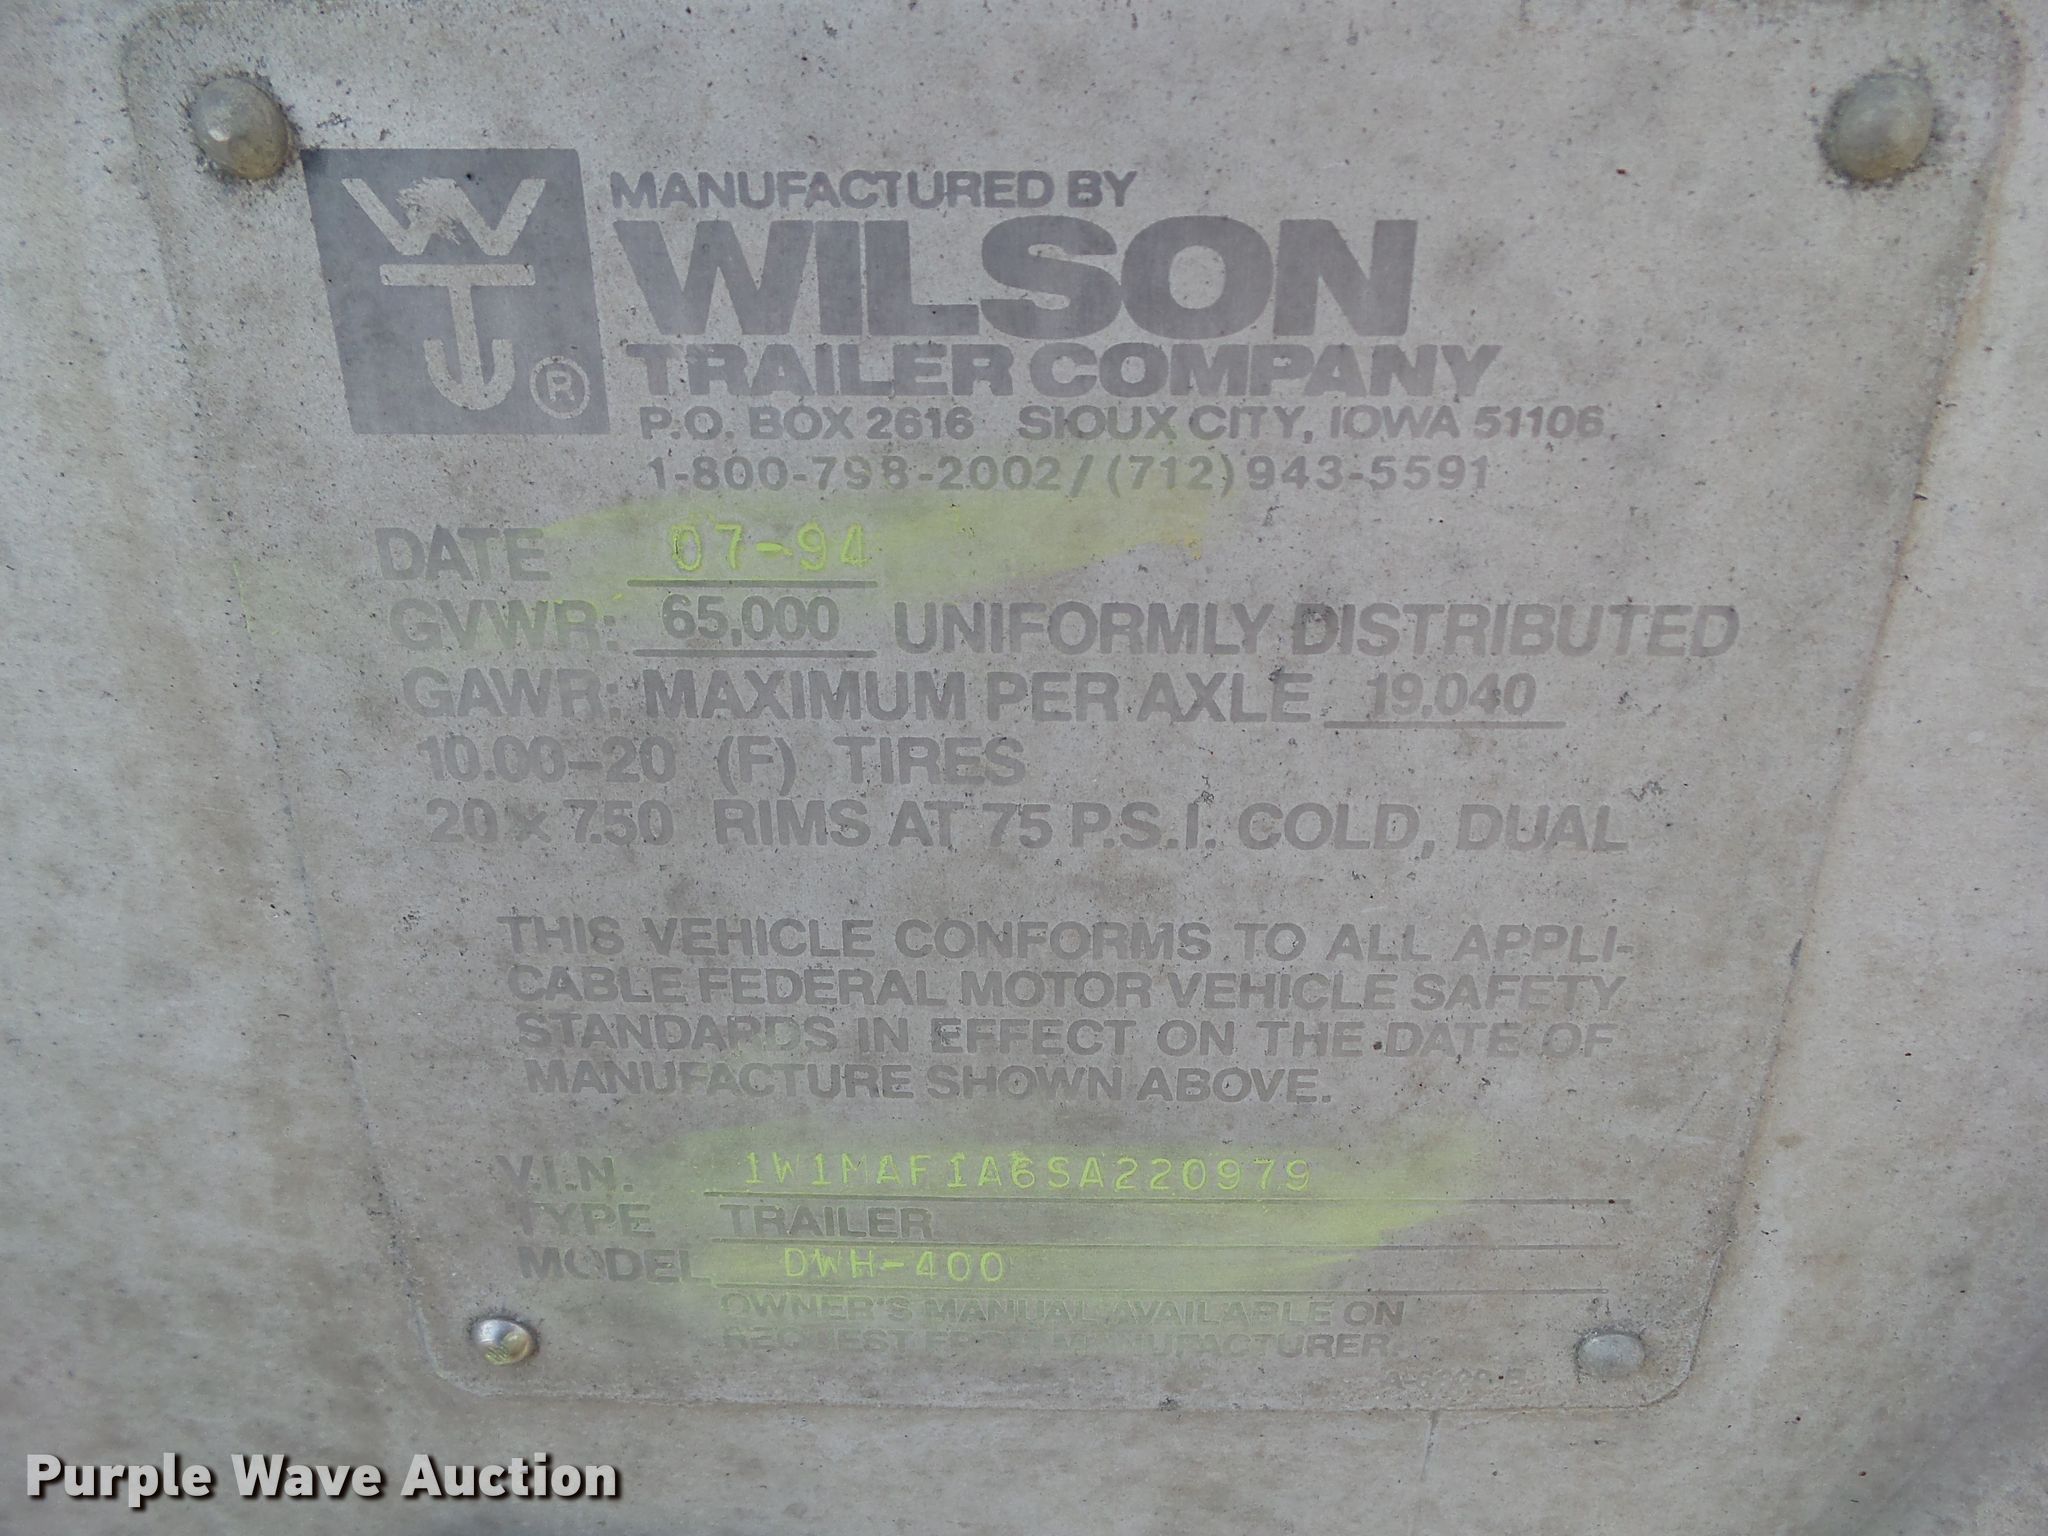 WTC ®
MANUFACTURED BY
WILSON
TRAILER COMPANY
P.O. BOX 2616 SIOUX CITY, IOWA 51106
1-800-798-2002/(712)943-5591
DATE 07-94
GVWR: 65,000 UNIFORMLY DISTRIBUTED
GAWR: MAXIMUM PER AXLE 19,040
10.00-20 (F) TIRES
20 x 7.50 RIMS AT 75 P.S.I. COLD, DUAL
THIS VEHICLE CONFORMS TO ALL APPLI-
CABLE FEDERAL MOTOR VEHICLE SAFETY
STANDARDS IN EFFECT ON THE DATE OF
MANUFACTURE SHOWN ABOVE.
V.I.N. 1W1MAF1A6SA220979
TYPE TRAILER
MODEL DWH-400
OWNER'S MANUAL AVAILABLE ON
REQUEST FROM MANUFACTURER.
Purple Wave Auction